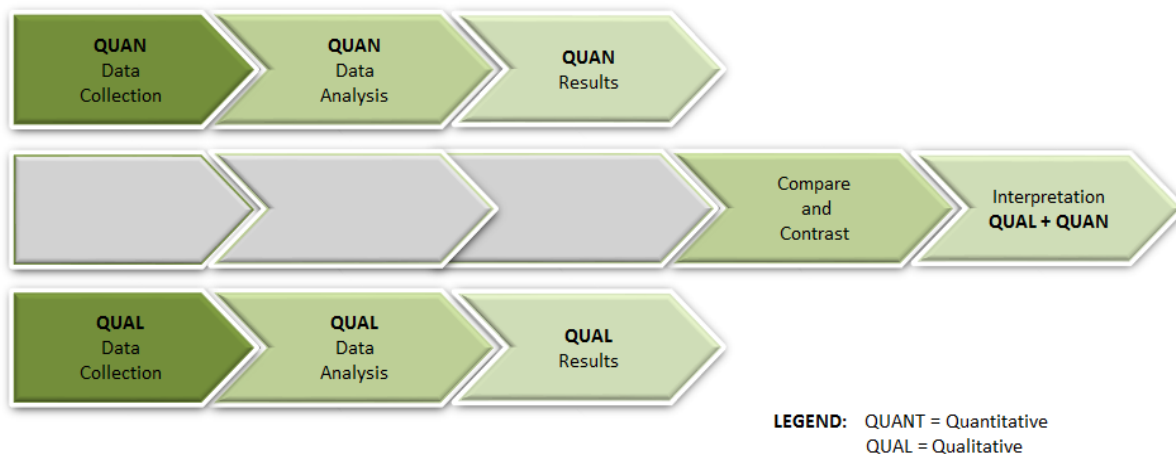 QUAN
Data
Collection
QUAN
Data
Analysis
QUAN
Results
Compare
and
Contrast
Interpretation
QUAL + QUAN
QUAL
Data
Collection
QUAL
Data
Analysis
QUAL
Results
LEGEND: QUANT = Quantitative
QUAL = Qualitative